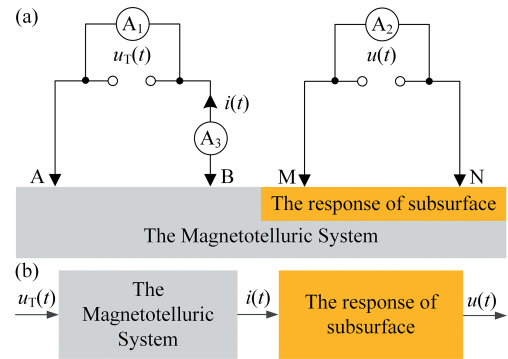 (a)
A1 A2
uT(t) u(t)
i(t)
A3
A B M N
The response of subsurface
The Magnetotelluric System
(b)
uT(t) The Magnetotelluric System i(t) The response of subsurface u(t)